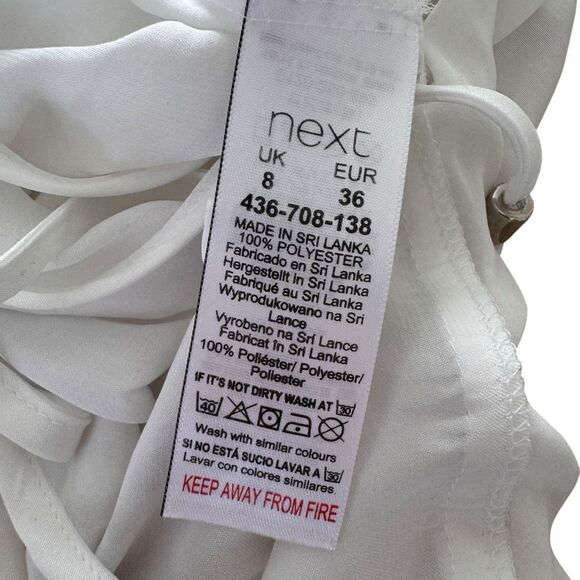 next
UK EUR
8 36
436-708-138
MADE IN SRI LANKA
100% POLYESTER
Fabricado en Sri Lanka
Hergestellt in Sri Lanka
Fabriqué au Sri Lanka
Wyprodukowano na Sri
Lance
Vyrobeno na Sri Lance
Fabricat în Sri Lanka
100% Poliéster/ Polyester/
Poliester
IF IT'S NOT DIRTY WASH AT 30
40
Wash with similar colours
SI NO ESTÁ SUCIO LAVAR A 30
Lavar con colores similares.
KEEP AWAY FROM FIRE